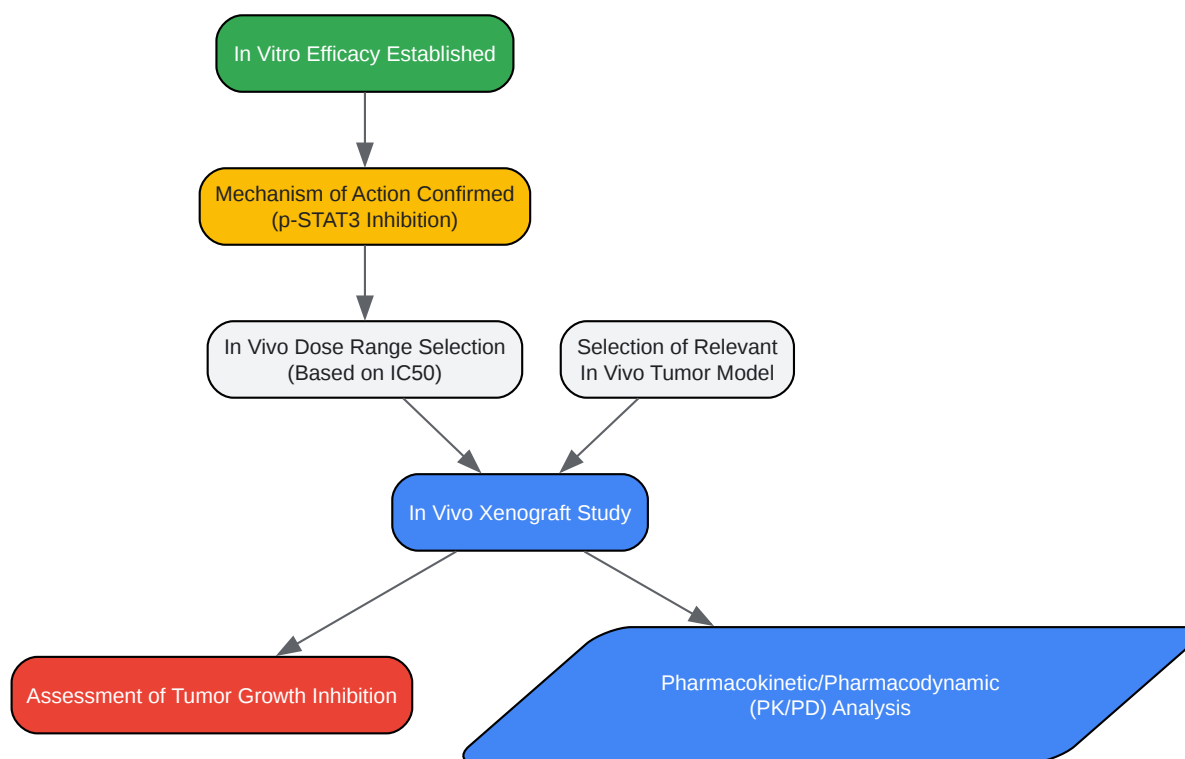 In Vitro Efficacy Established
Mechanism of Action Confirmed
(p-STAT3 Inhibition)
In Vivo Dose Range Selection
(Based on IC50)
Selection of Relevant
In Vivo Tumor Model
In Vivo Xenograft Study
Assessment of Tumor Growth Inhibition
Pharmacokinetic/Pharmacodynamic
(PK/PD) Analysis